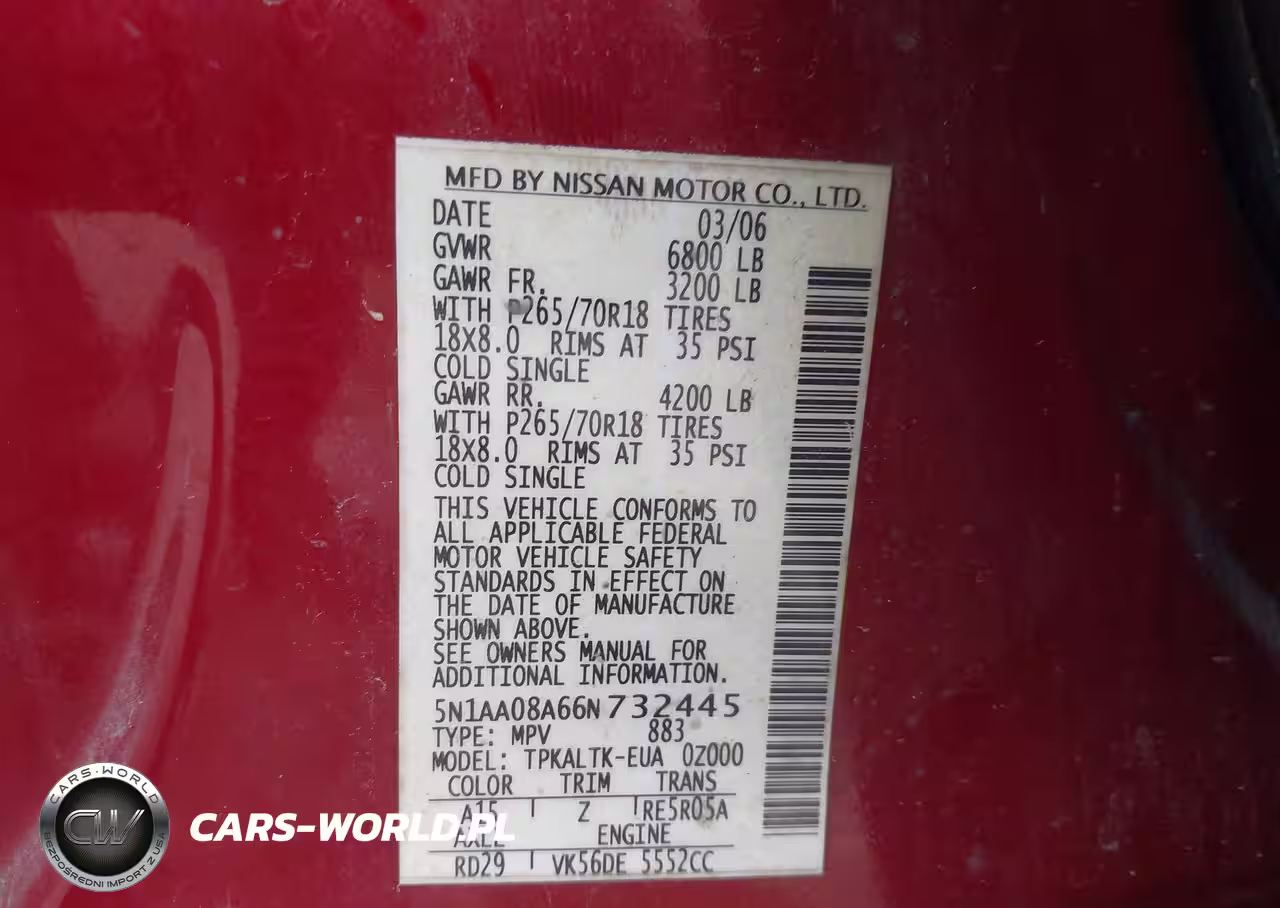 MFD BY NISSAN MOTOR CO., LTD.
DATE 03/06
GVWR 6800 LB
GAWR FR. 3200 LB
WITH P265/70R18 TIRES
18X8.0 RIMS AT 35 PSI
COLD SINGLE
GAWR RR. 4200 LB
WITH P265/70R18 TIRES
18X8.0 RIMS AT 35 PSI
COLD SINGLE
THIS VEHICLE CONFORMS TO
ALL APPLICABLE FEDERAL
MOTOR VEHICLE SAFETY
STANDARDS IN EFFECT ON
THE DATE OF MANUFACTURE
SHOWN ABOVE.
SEE OWNERS MANUAL FOR
ADDITIONAL INFORMATION.
5N1AA08A66N732445
TYPE: MPV 883
MODEL: TPKALTK-EUA 0Z000
COLOR TRIM TRANS
A15 Z RE5R05A
AXLE ENGINE
RD29 VK56DE 5552CC
CARS-WORLD
CW
BEZPOŚREDNI IMPORT Z USA
CARS-WORLD.PL